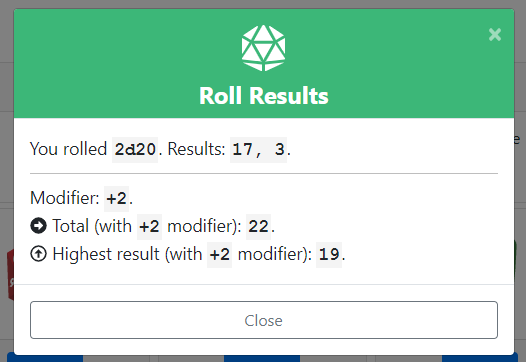 ×
Roll Results
You rolled 2d20. Results: 17, 3.
Modifier: +2.
Total (with +2 modifier): 22.
Highest result (with +2 modifier): 19.
Close
e